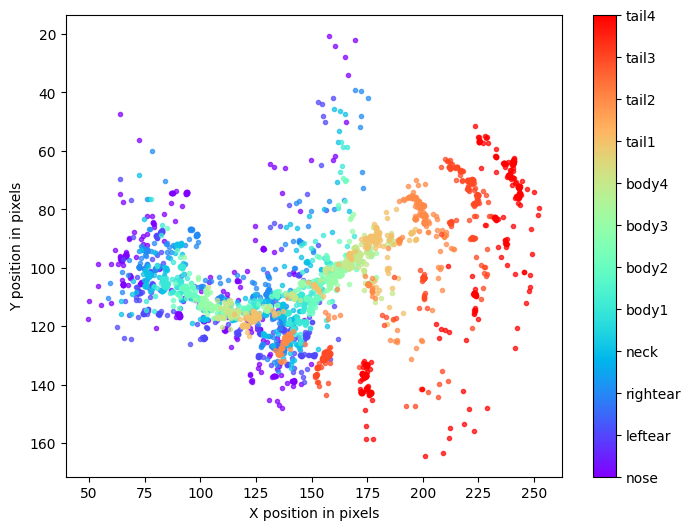 20
40
60
80
100
120
140
160
Y position in pixels
50
75
100
125
150
175
200
225
250
X position in pixels
tail4
tail3
tail2
tail1
body4
body3
body2
body1
neck
rightear
leftear
nose